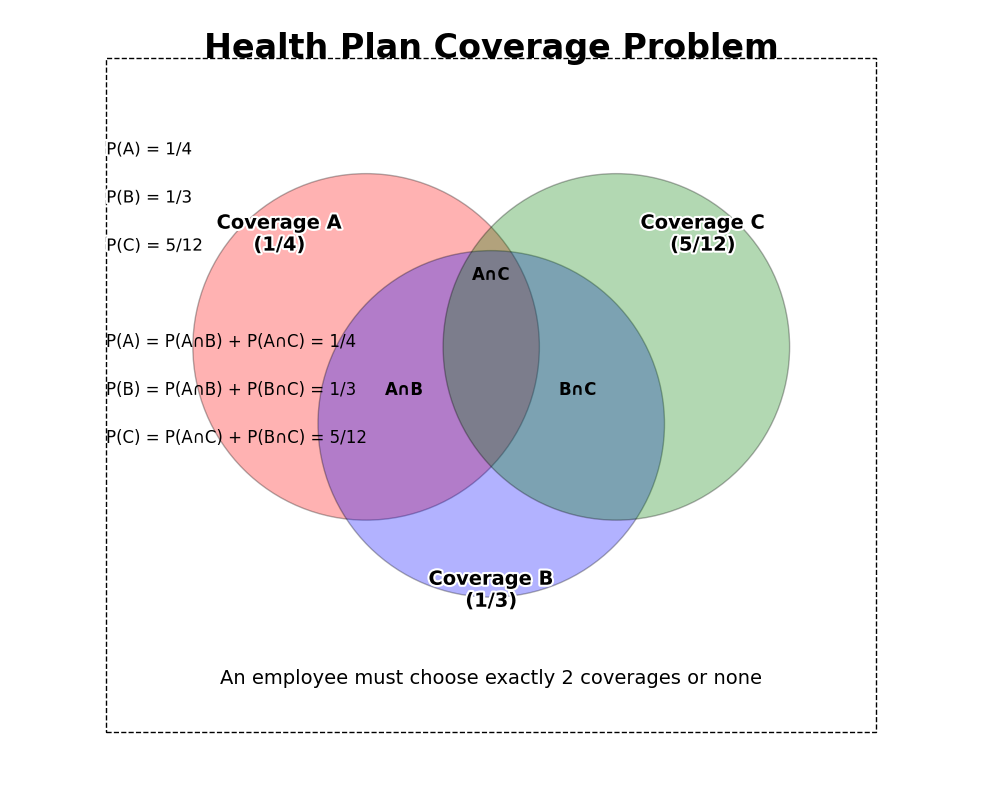 Health Plan Coverage Problem
P(A) = 1/4
P(B) = 1/3
P(C) = 5/12
Coverage A
(1/4)
Coverage C
(5/12)
A∩C
P(A) = P(A∩B) + P(A∩C) = 1/4
P(B) = P(A∩B) + P(B∩C) = 1/3
P(C) = P(A∩C) + P(B∩C) = 5/12
A∩B
B∩C
Coverage B
(1/3)
An employee must choose exactly 2 coverages or none